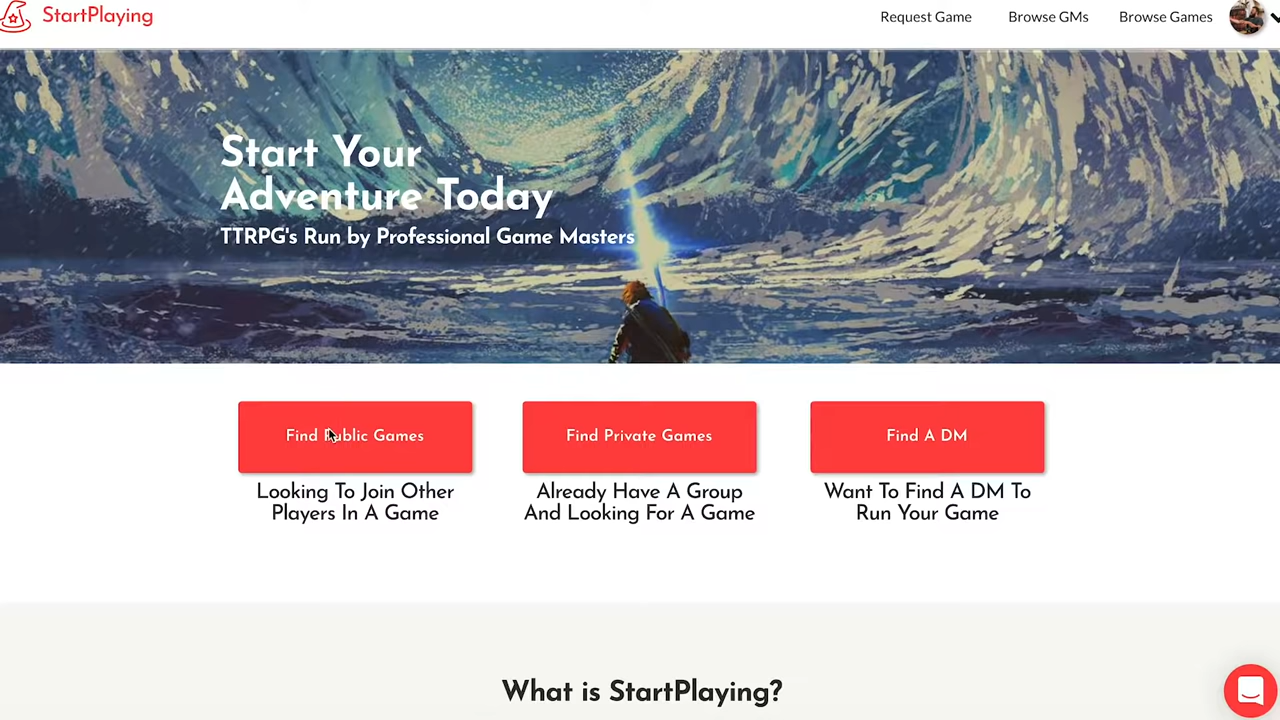 StartPlaying
Request Game
Browse GMs
Browse Games
Start Your
Adventure Today
TTRPG's Run by Professional Game Masters
Find Public Games
Looking To Join Other
Players In A Game
Find Private Games
Already Have A Group
And Looking For A Game
Find A DM
Want To Find A DM To
Run Your Game
What is StartPlaying?